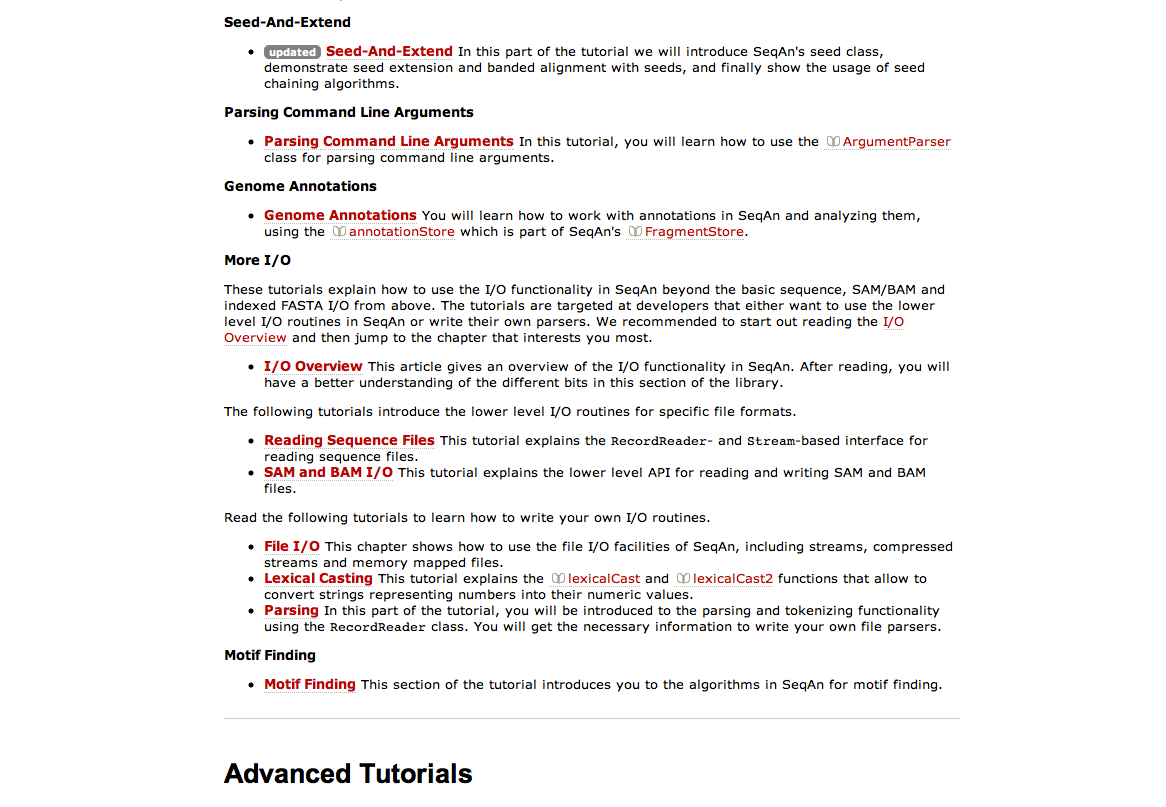 Seed-And-Extend
updated Seed-And-Extend In this part of the tutorial we will introduce SeqAn's seed class,
demonstrate seed extension and banded alignment with seeds, and finally show the usage of seed
chaining algorithms.
Parsing Command Line Arguments
Parsing Command Line Arguments In this tutorial, you will learn how to use the ArgumentParser
class for parsing command line arguments.
Genome Annotations
Genome Annotations You will learn how to work with annotations in SeqAn and analyzing them,
using the annotationStore which is part of SeqAn's FragmentStore.
More I/O
These tutorials explain how to use the I/O functionality in SeqAn beyond the basic sequence, SAM/BAM and
indexed FASTA I/O from above. The tutorials are targeted at developers that either want to use the lower
level I/O routines in SeqAn or write their own parsers. We recommended to start out reading the I/O
Overview and then jump to the chapter that interests you most.
I/O Overview This article gives an overview of the I/O functionality in SeqAn. After reading, you will
have a better understanding of the different bits in this section of the library.
The following tutorials introduce the lower level I/O routines for specific file formats.
Reading Sequence Files This tutorial explains the RecordReader- and Stream-based interface for
reading sequence files.
SAM and BAM I/O This tutorial explains the lower level API for reading and writing SAM and BAM
files.
Read the following tutorials to learn how to write your own I/O routines.
File I/O This chapter shows how to use the file I/O facilities of SeqAn, including streams, compressed
streams and memory mapped files.
Lexical Casting This tutorial explains the lexicalCast and lexicalCast2 functions that allow to
convert strings representing numbers into their numeric values.
Parsing In this part of the tutorial, you will be introduced to the parsing and tokenizing functionality
using the RecordReader class. You will get the necessary information to write your own file parsers.
Motif Finding
Motif Finding This section of the tutorial introduces you to the algorithms in SeqAn for motif finding.
Advanced Tutorials